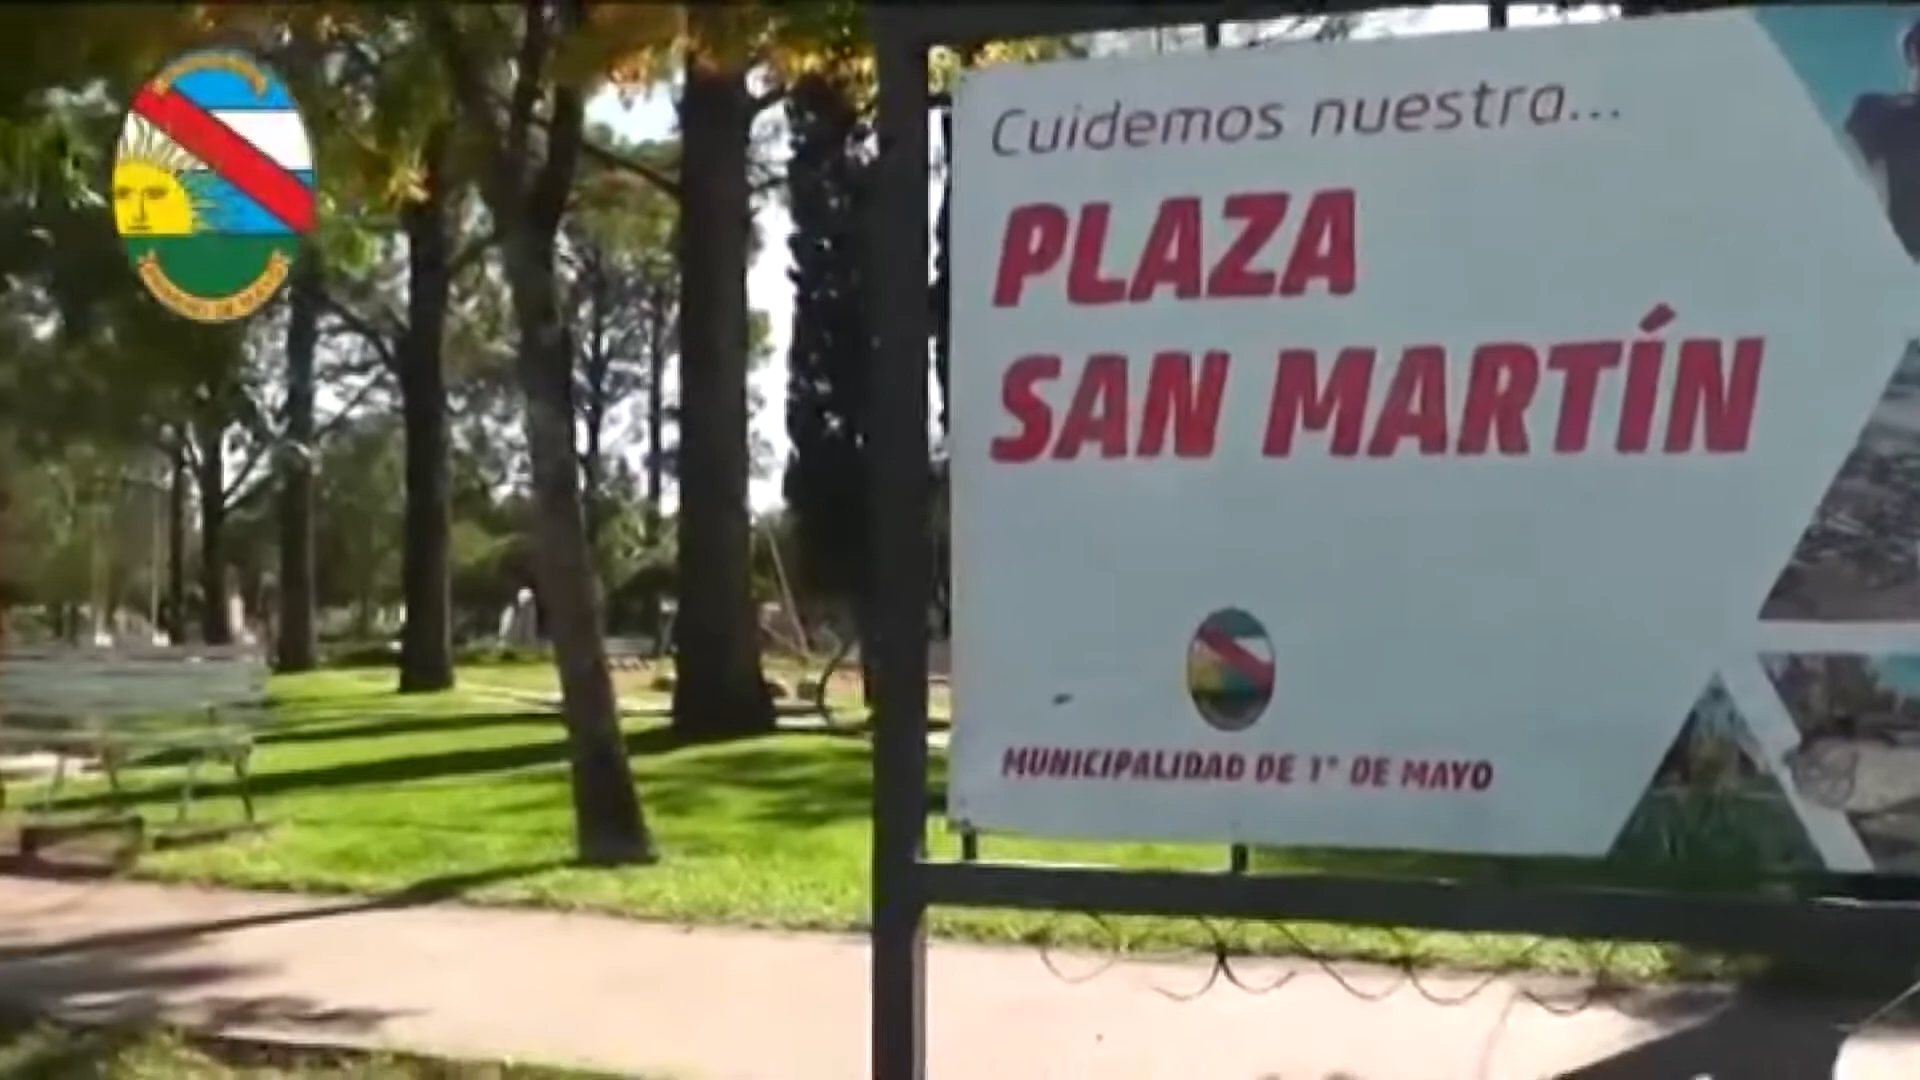 Cuidemos nuestra...
PLAZA
SAN MARTÍN
MUNICIPALIDAD DE 1° DE MAYO